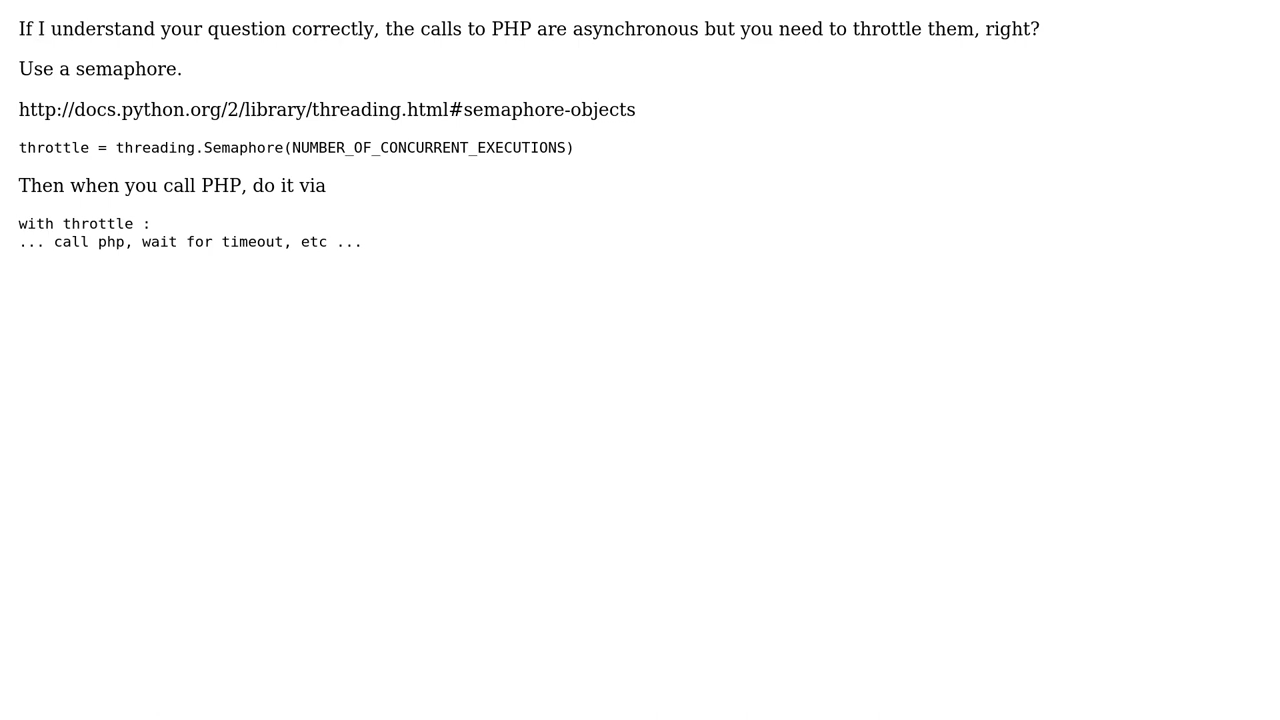 If I understand your question correctly, the calls to PHP are asynchronous but you need to throttle them, right?
Use a semaphore.
http://docs.python.org/2/library/threading.html#semaphore-objects
throttle = threading.Semaphore(NUMBER_OF_CONCURRENT_EXECUTIONS)
Then when you call PHP, do it via
with throttle :
... call php, wait for timeout, etc ...